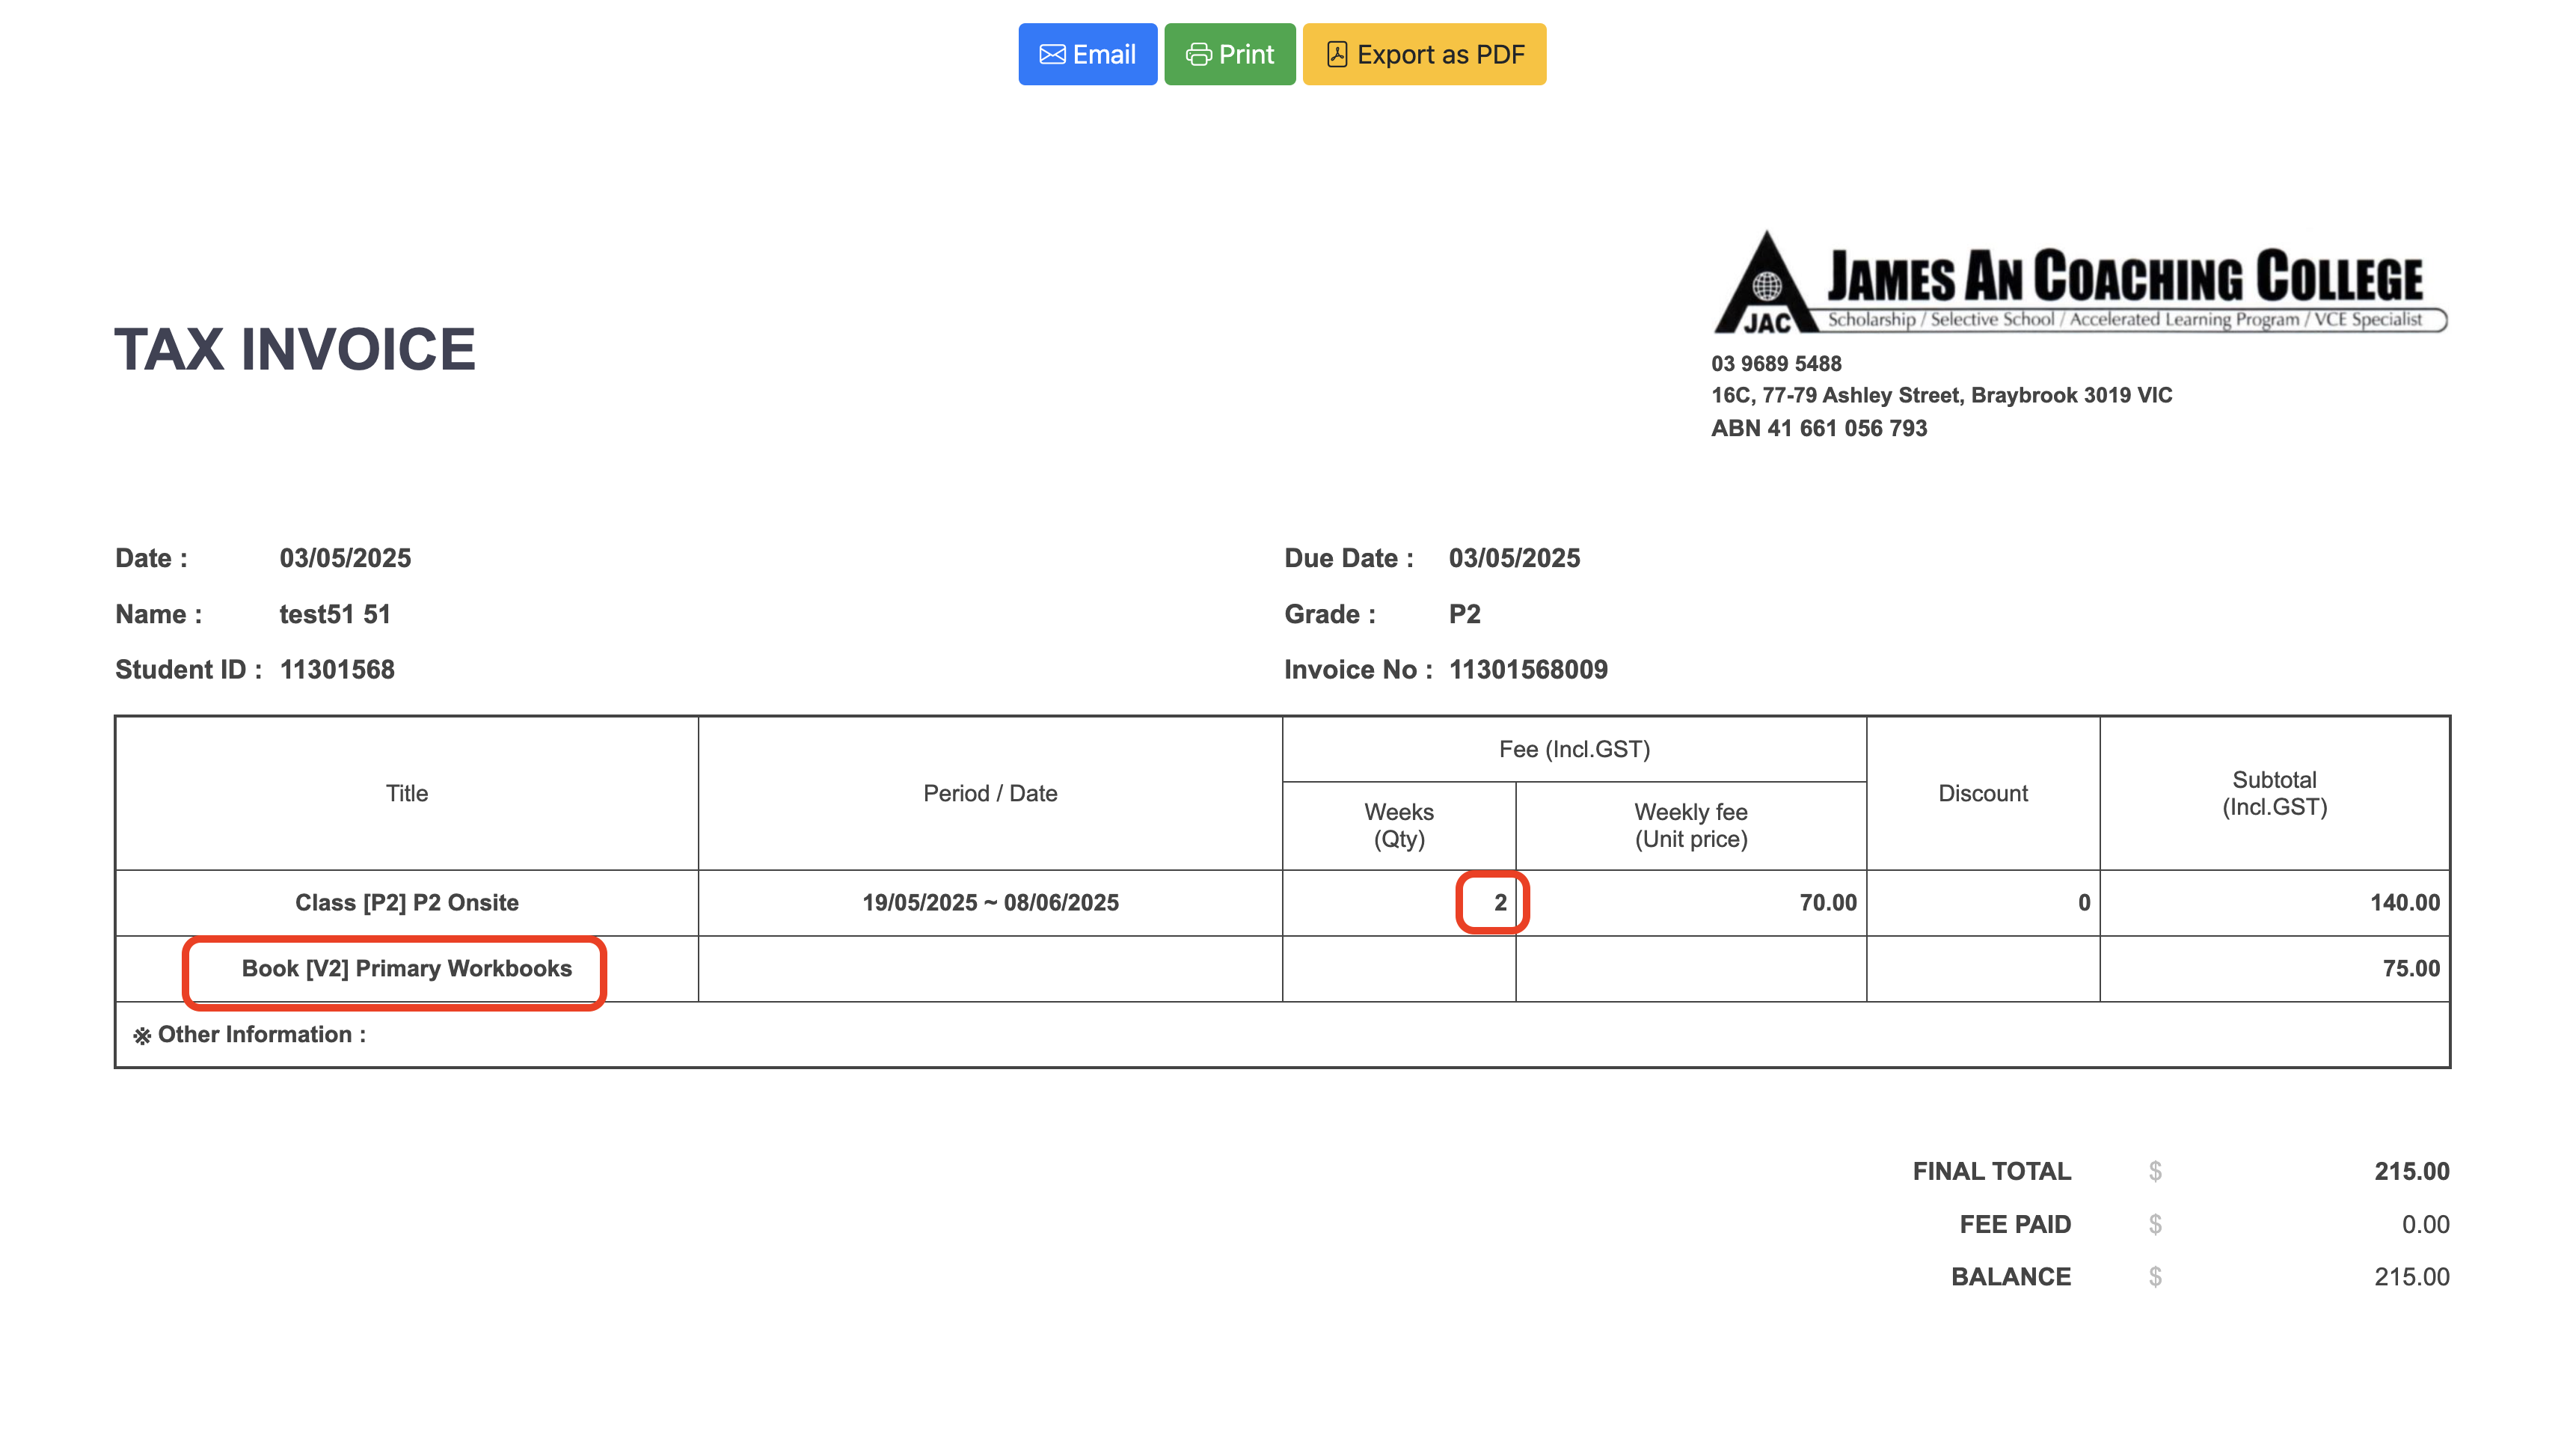 Email
Print
Export as PDF
JAMES AN COACHING COLLEGE
JAC
Scholarship / Selective School / Accelerated Learning Program / VCE Specialist
TAX INVOICE
03 9689 5488
16C, 77-79 Ashley Street, Braybrook 3019 VIC
ABN 41 661 056 793
Date : 03/05/2025
Due Date : 03/05/2025
Name : test51 51
Grade : P2
Student ID : 11301568
Invoice No : 11301568009
Title
Period / Date
Fee (Incl.GST)
Weeks
(Qty)
Weekly fee
(Unit price)
Discount
Subtotal
(Incl.GST)
Class [P2] P2 Onsite 19/05/2025 ~ 08/06/2025 2 70.00 0 140.00
Book [V2] Primary Workbooks 75.00
※ Other Information :
FINAL TOTAL $ 215.00
FEE PAID $ 0.00
BALANCE $ 215.00